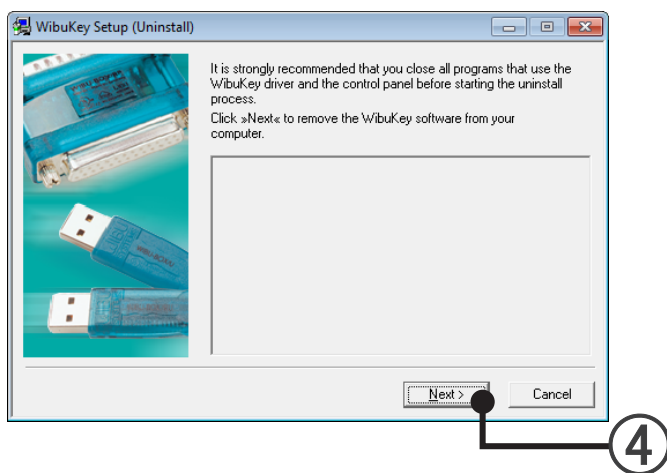 WibuKey Setup (Uninstall)
It is strongly recommended that you close all programs that use the
WibuKey driver and the control panel before starting the uninstall
process.
Click »Next« to remove the WibuKey software from your
computer.
WIBU-BOX/U
Next >
Cancel
4